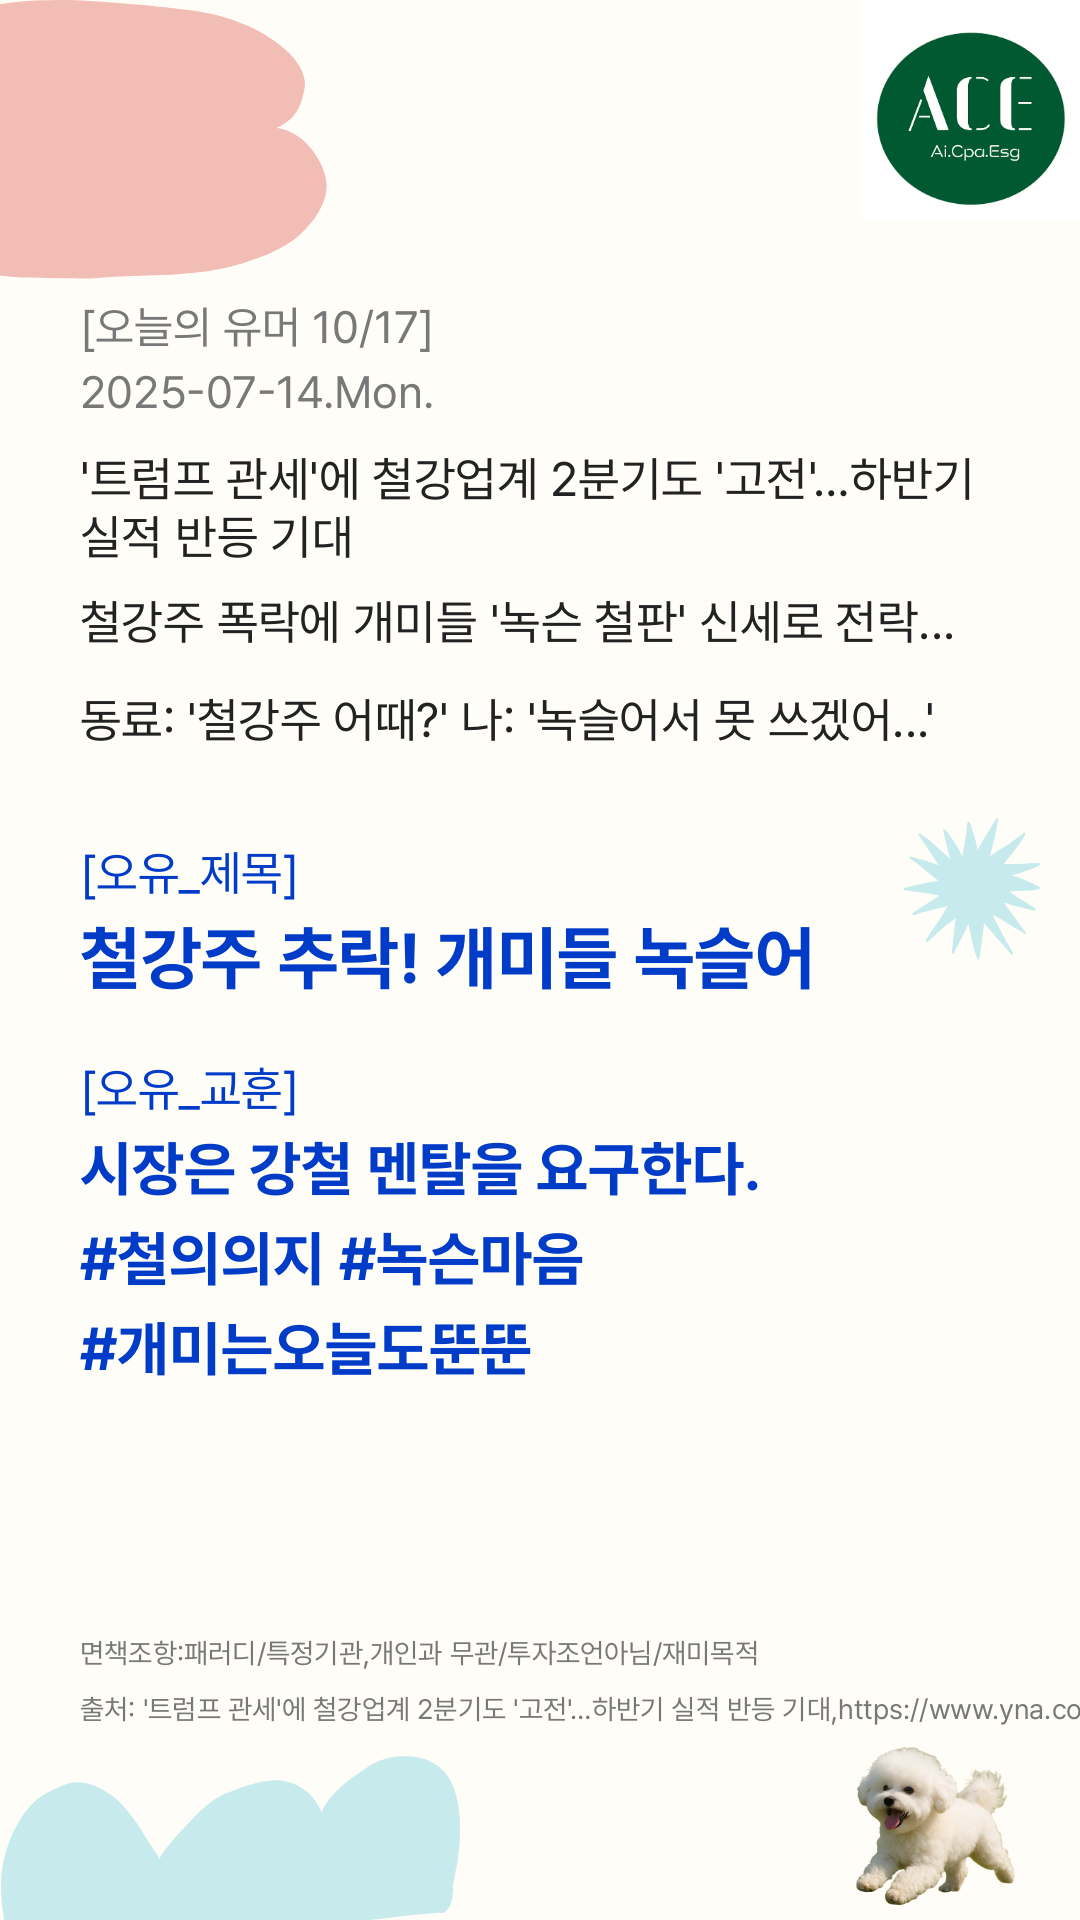 ACE
Ai.Cpa.Esg
[오늘의 유머 10/17]
2025-07-14.Mon.
'트럼프 관세'에 철강업계 2분기도 '고전'...하반기
실적 반등 기대
철강주 폭락에 개미들 '녹슨 철판' 신세로 전락...
동료: '철강주 어때?' 나: '녹슬어서 못 쓰겠어...'
[오유_제목]
철강주 추락! 개미들 녹슬어
[오유_교훈]
시장은 강철 멘탈을 요구한다.
#철의의지 #녹슨마음
#개미는오늘도뚠뚠
면책조항:패러디/특정기관,개인과 무관/투자조언아님/재미목적
출처: '트럼프 관세'에 철강업계 2분기도 '고전'...하반기 실적 반등 기대,https://www.yna.co